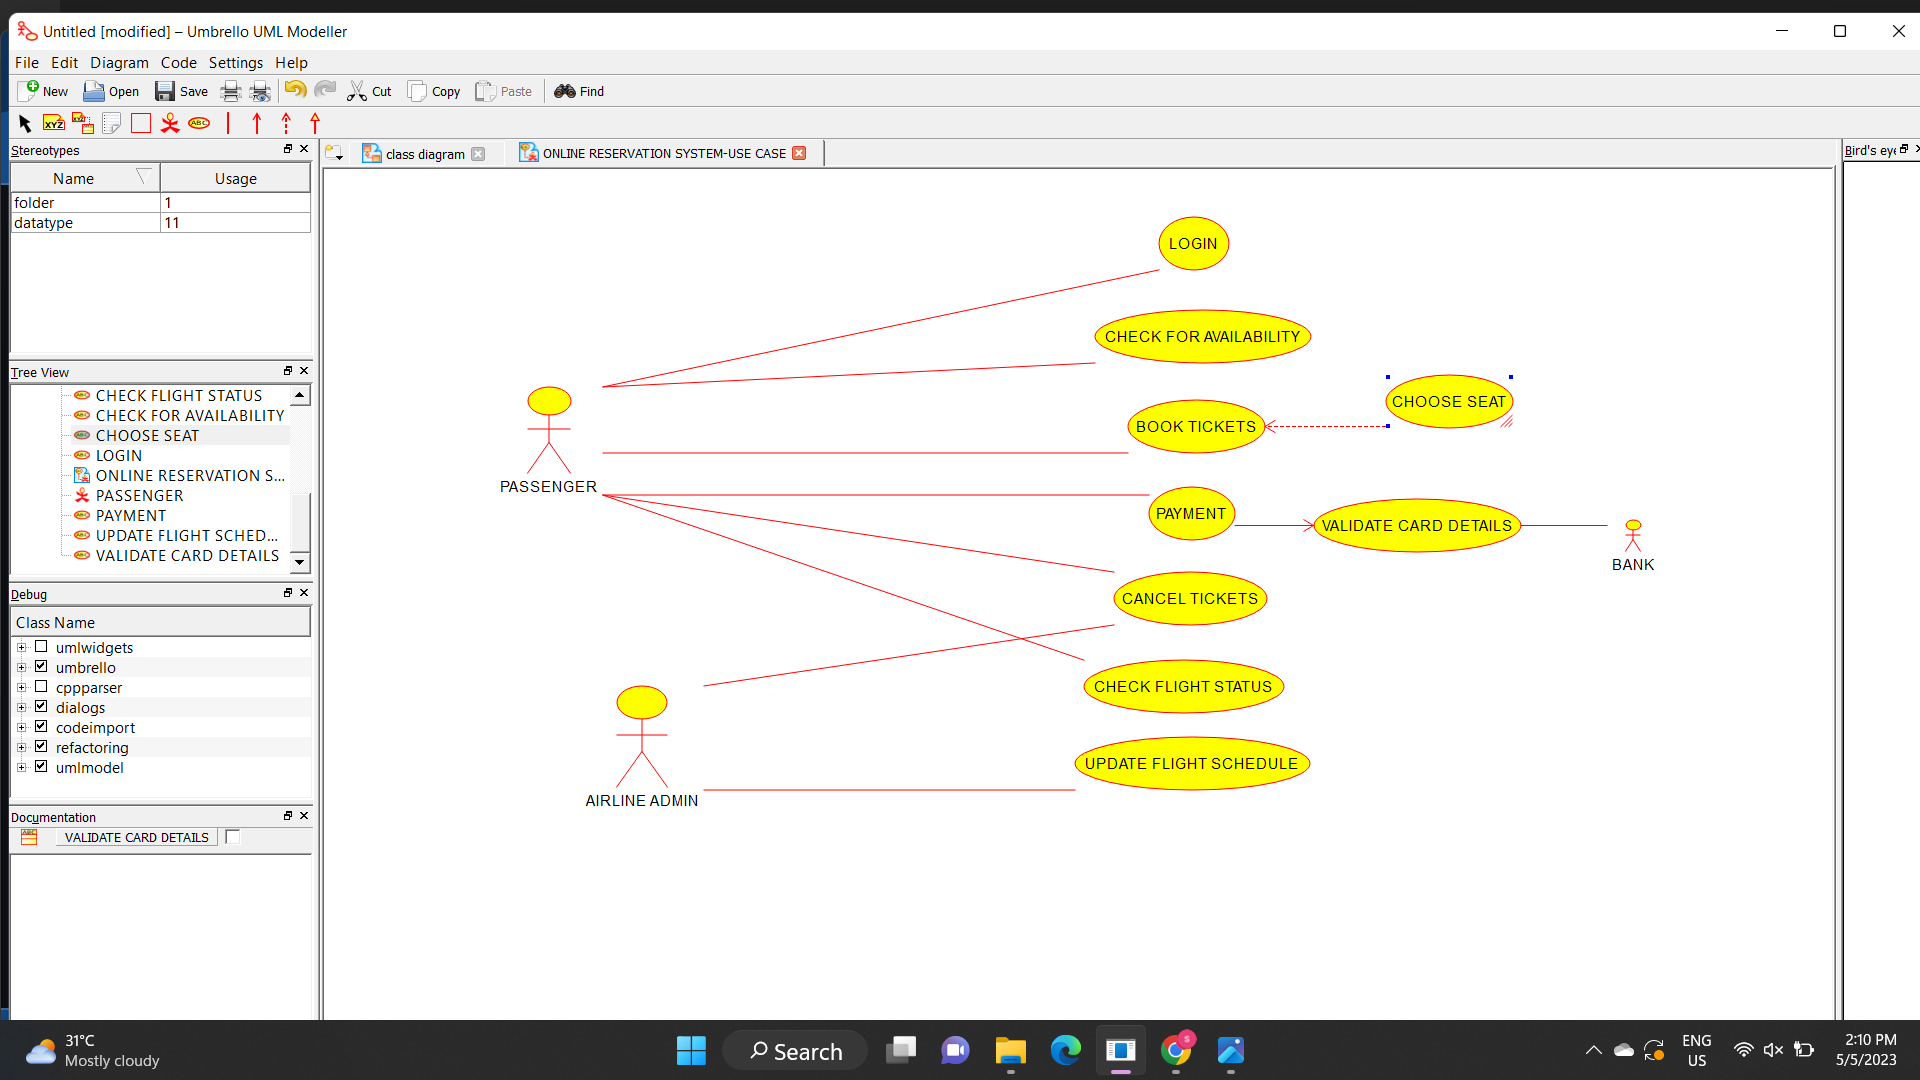 Untitled [modified] – Umbrello UML Modeller
File Edit Diagram Code Settings Help
New Open Save Cut Copy Paste Find
XYZ XYZ ABC
Stereotypes
Name Usage
folder 1
datatype 11
Tree View
CHECK FLIGHT STATUS
CHECK FOR AVAILABILITY
CHOOSE SEAT
LOGIN
ONLINE RESERVATION S...
PASSENGER
PAYMENT
UPDATE FLIGHT SCHED...
VALIDATE CARD DETAILS
Debug
Class Name
umlwidgets
umbrello
cppparser
dialogs
codeimport
refactoring
umlmodel
Documentation
VALIDATE CARD DETAILS
class diagram
ONLINE RESERVATION SYSTEM-USE CASE
Bird's eye
LOGIN
CHECK FOR AVAILABILITY
CHOOSE SEAT
BOOK TICKETS
PASSENGER
PAYMENT
VALIDATE CARD DETAILS
BANK
CANCEL TICKETS
CHECK FLIGHT STATUS
UPDATE FLIGHT SCHEDULE
AIRLINE ADMIN
31°C
Mostly cloudy
Search
S
ENG
US
2:10 PM
5/5/2023